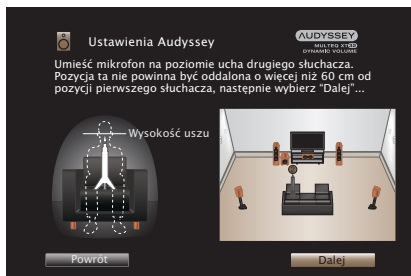 Ustawienia Audyssey
AUDYSSEY
MULTEQ XT32
DYNAMIC VOLUME
Umieść mikrofon na poziomie ucha drugiego słuchacza.
Pozycja ta nie powinna być oddalona o więcej niż 60 cm od
pozycji pierwszego słuchacza, następnie wybierz “Dalej”...
Wysokość uszu
Powrót
Dalej